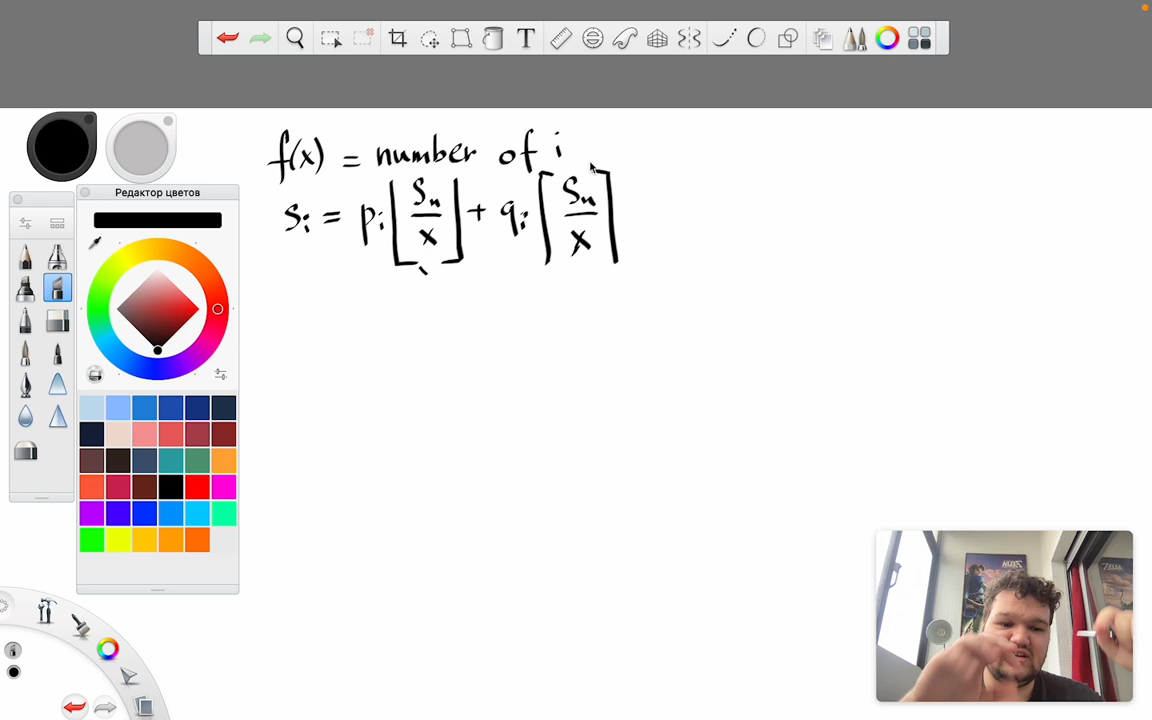 Редактор цветов
f(x) = number of i
sᵢ = pᵢ ⌊Sₙ/x⌋ + qᵢ ⌈Sₙ/x⌉
T